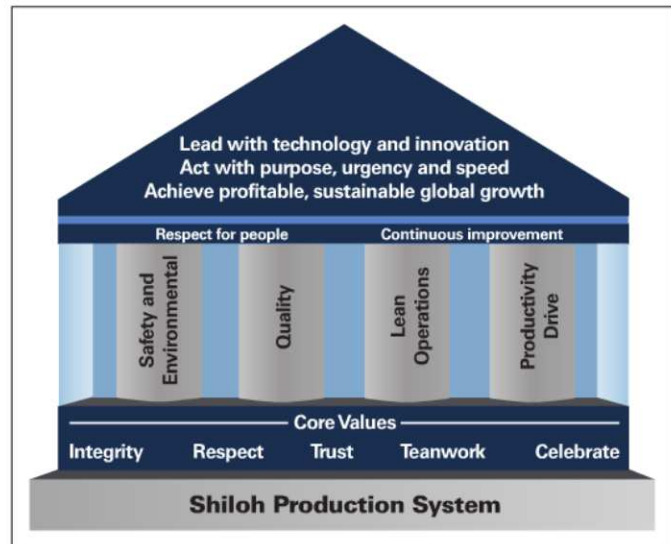 Lead with technology and innovation
Act with purpose, urgency and speed
Achieve profitable, sustainable global growth
Respect for people Continuous improvement
Safety and
Environmental
Quality
Lean
Operations
Productivity
Drive
Core Values
Integrity Respect Trust Teanwork Celebrate
Shiloh Production System